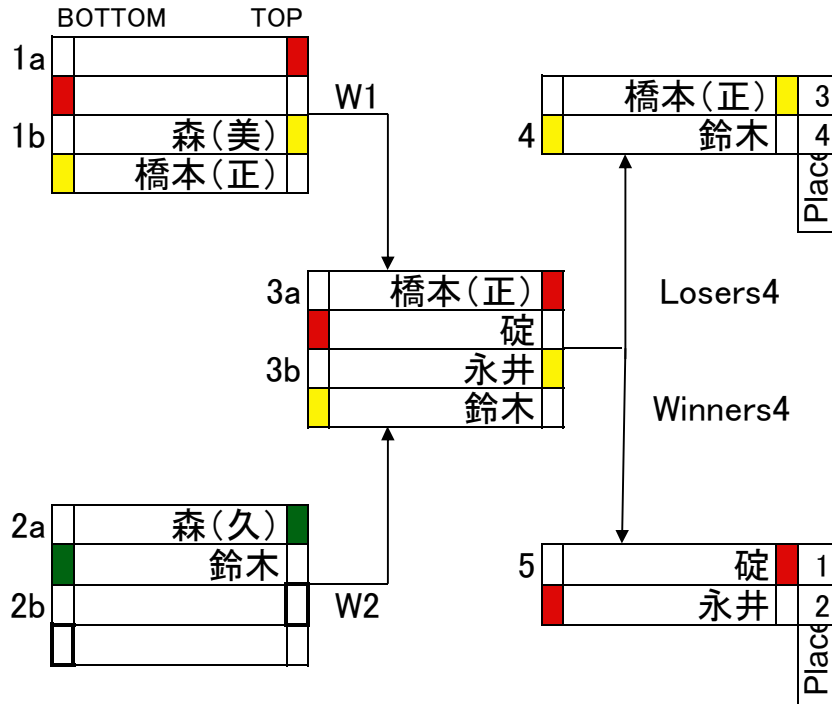 BOTTOM TOP
1a
W1
1b 森(美)
橋本(正)
橋本(正) 3
4 鈴木 4
Place
3a 橋本(正)
碇
3b 永井
鈴木
Losers4
Winners4
2a 森(久)
鈴木
2b W2
5 碇 1
永井 2
Place